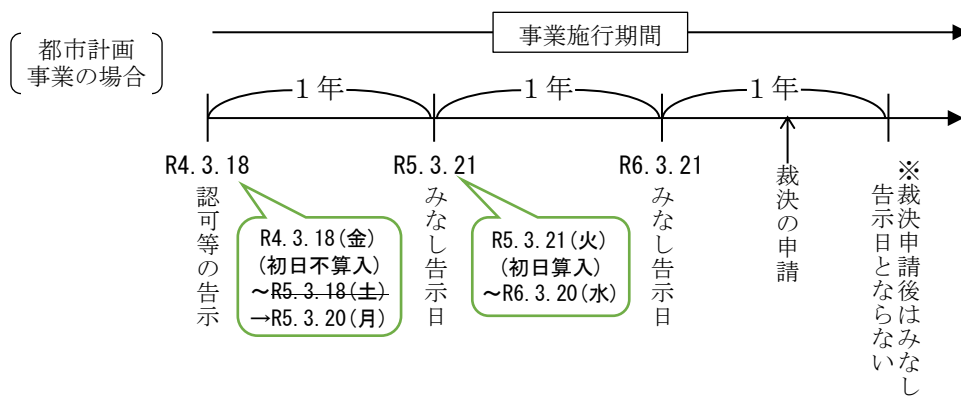 都市計画
事業の場合
事業施行期間
1年
1年
1年
R4.3.18
R5.3.21
R6.3.21
認可等の告示
みなし告示日
みなし告示日
裁決の申請
※裁決申請後はみなし
告示日とならない
R4.3.18(金)
(初日不算入)
~R5.3.18(土)
→R5.3.20(月)
R5.3.21(火)
(初日算入)
~R6.3.20(水)